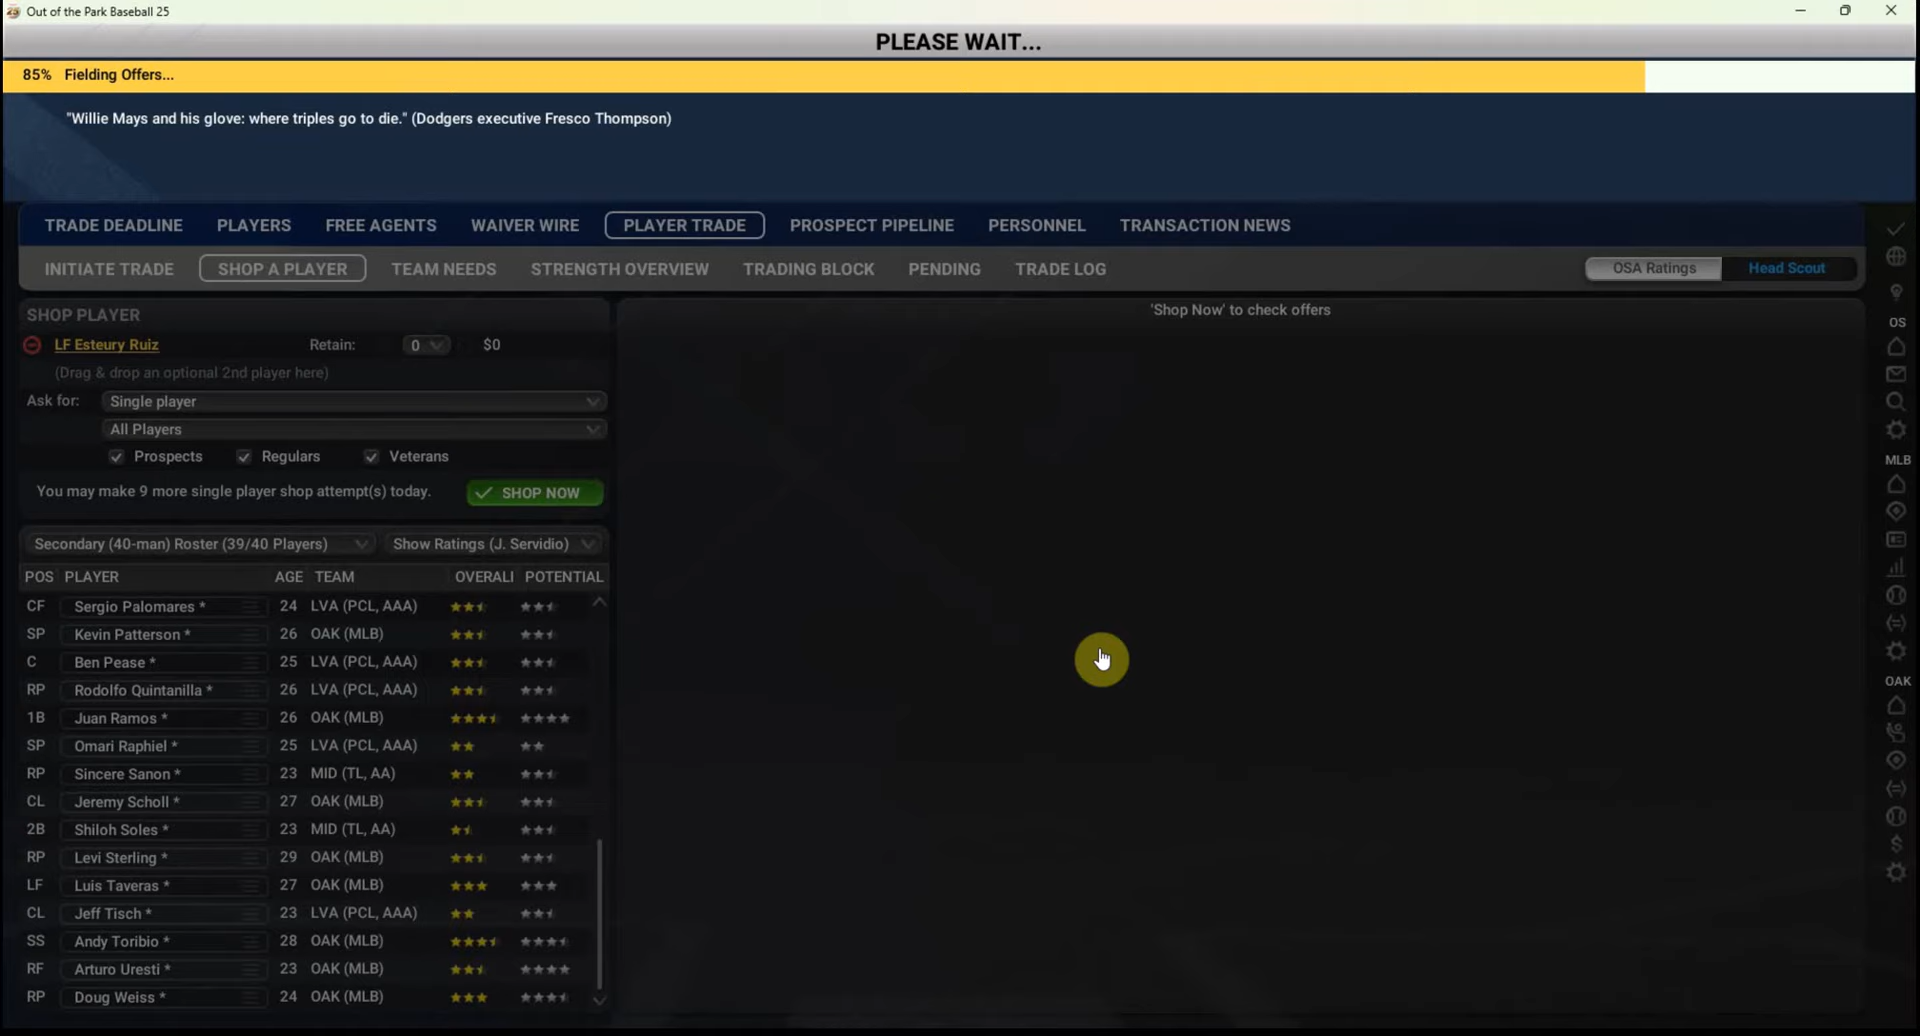 Out of the Park Baseball 25
PLEASE WAIT...
85% Fielding Offers...
"Willie Mays and his glove: where triples go to die." (Dodgers executive Fresco Thompson)
TRADE DEADLINE PLAYERS FREE AGENTS WAIVER WIRE PLAYER TRADE PROSPECT PIPELINE PERSONNEL TRANSACTION NEWS
INITIATE TRADE SHOP A PLAYER TEAM NEEDS STRENGTH OVERVIEW TRADING BLOCK PENDING TRADE LOG OSA Ratings Head Scout
SHOP PLAYER
'Shop Now' to check offers
LF Esteury Ruiz Retain: 0 $0
(Drag & drop an optional 2nd player here)
Ask for: Single player
All Players
Prospects Regulars Veterans
You may make 9 more single player shop attempt(s) today. SHOP NOW
Secondary (40-man) Roster (39/40 Players) Show Ratings (J. Servidio)
POS PLAYER AGE TEAM OVERALL POTENTIAL
CF Sergio Palomares * 24 LVA (PCL, AAA)
SP Kevin Patterson * 26 OAK (MLB)
C Ben Pease * 25 LVA (PCL, AAA)
RP Rodolfo Quintanilla * 26 LVA (PCL, AAA)
1B Juan Ramos * 26 OAK (MLB)
SP Omari Raphiel * 25 LVA (PCL, AAA)
RP Sincere Sanon * 23 MID (TL, AA)
CL Jeremy Scholl * 27 OAK (MLB)
2B Shiloh Soles * 23 MID (TL, AA)
RP Levi Sterling * 29 OAK (MLB)
LF Luis Taveras * 27 OAK (MLB)
CL Jeff Tisch * 23 LVA (PCL, AAA)
SS Andy Toribio * 28 OAK (MLB)
RF Arturo Uresti * 23 OAK (MLB)
RP Doug Weiss * 24 OAK (MLB)
OS
MLB
OAK